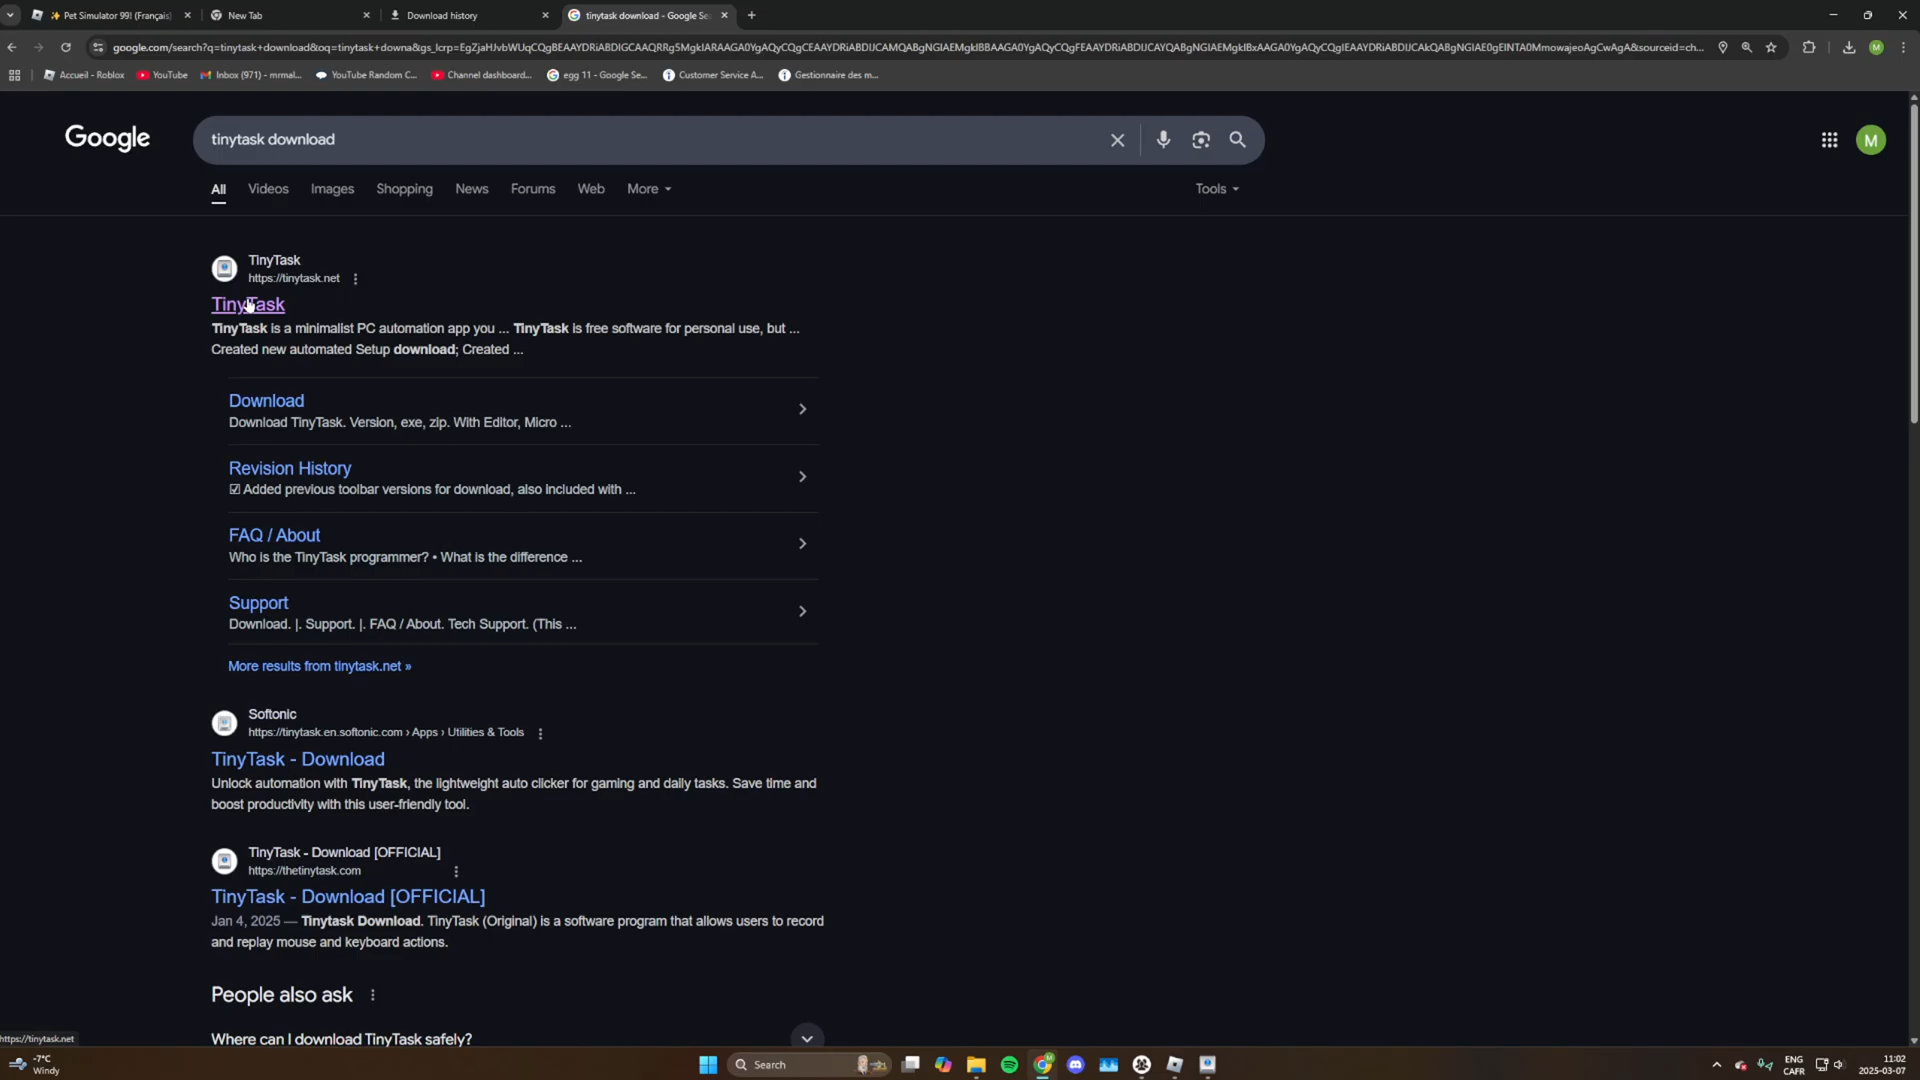 ✨ Pet Simulator 99! (Français)
New Tab
Download history
tinytask download - Google Se
google.com/search?q=tinytask+download&oq=tinytask+downa&gs_lcrp=
Accueil - Roblox
YouTube
Inbox (971) - mrmal...
YouTube Random C...
Channel dashboard...
egg 11 - Google Se...
Customer Service A...
Gestionnaire des m...
Google
tinytask download
M
All Videos Images Shopping News Forums Web More Tools
TinyTask
https://tinytask.net
TinyTask
TinyTask is a minimalist PC automation app you ... TinyTask is free software for personal use, but ...
Created new automated Setup download; Created ...
Download
Download TinyTask. Version, exe, zip. With Editor, Micro ...
Revision History
☑ Added previous toolbar versions for download, also included with ...
FAQ / About
Who is the TinyTask programmer? • What is the difference ...
Support
Download. |. Support. |. FAQ / About. Tech Support. (This ...
More results from tinytask.net »
Softonic
https://tinytask.en.softonic.com › Apps › Utilities & Tools
TinyTask - Download
Unlock automation with TinyTask, the lightweight auto clicker for gaming and daily tasks. Save time and
boost productivity with this user-friendly tool.
TinyTask - Download [OFFICIAL]
https://thetinytask.com
TinyTask - Download [OFFICIAL]
Jan 4, 2025 — Tinytask Download. TinyTask (Original) is a software program that allows users to record
and replay mouse and keyboard actions.
People also ask
Where can I download TinyTask safely?
https://tinytask.net
-7°C
Windy
Search
ENG
CAFR
11:02
2025-03-07